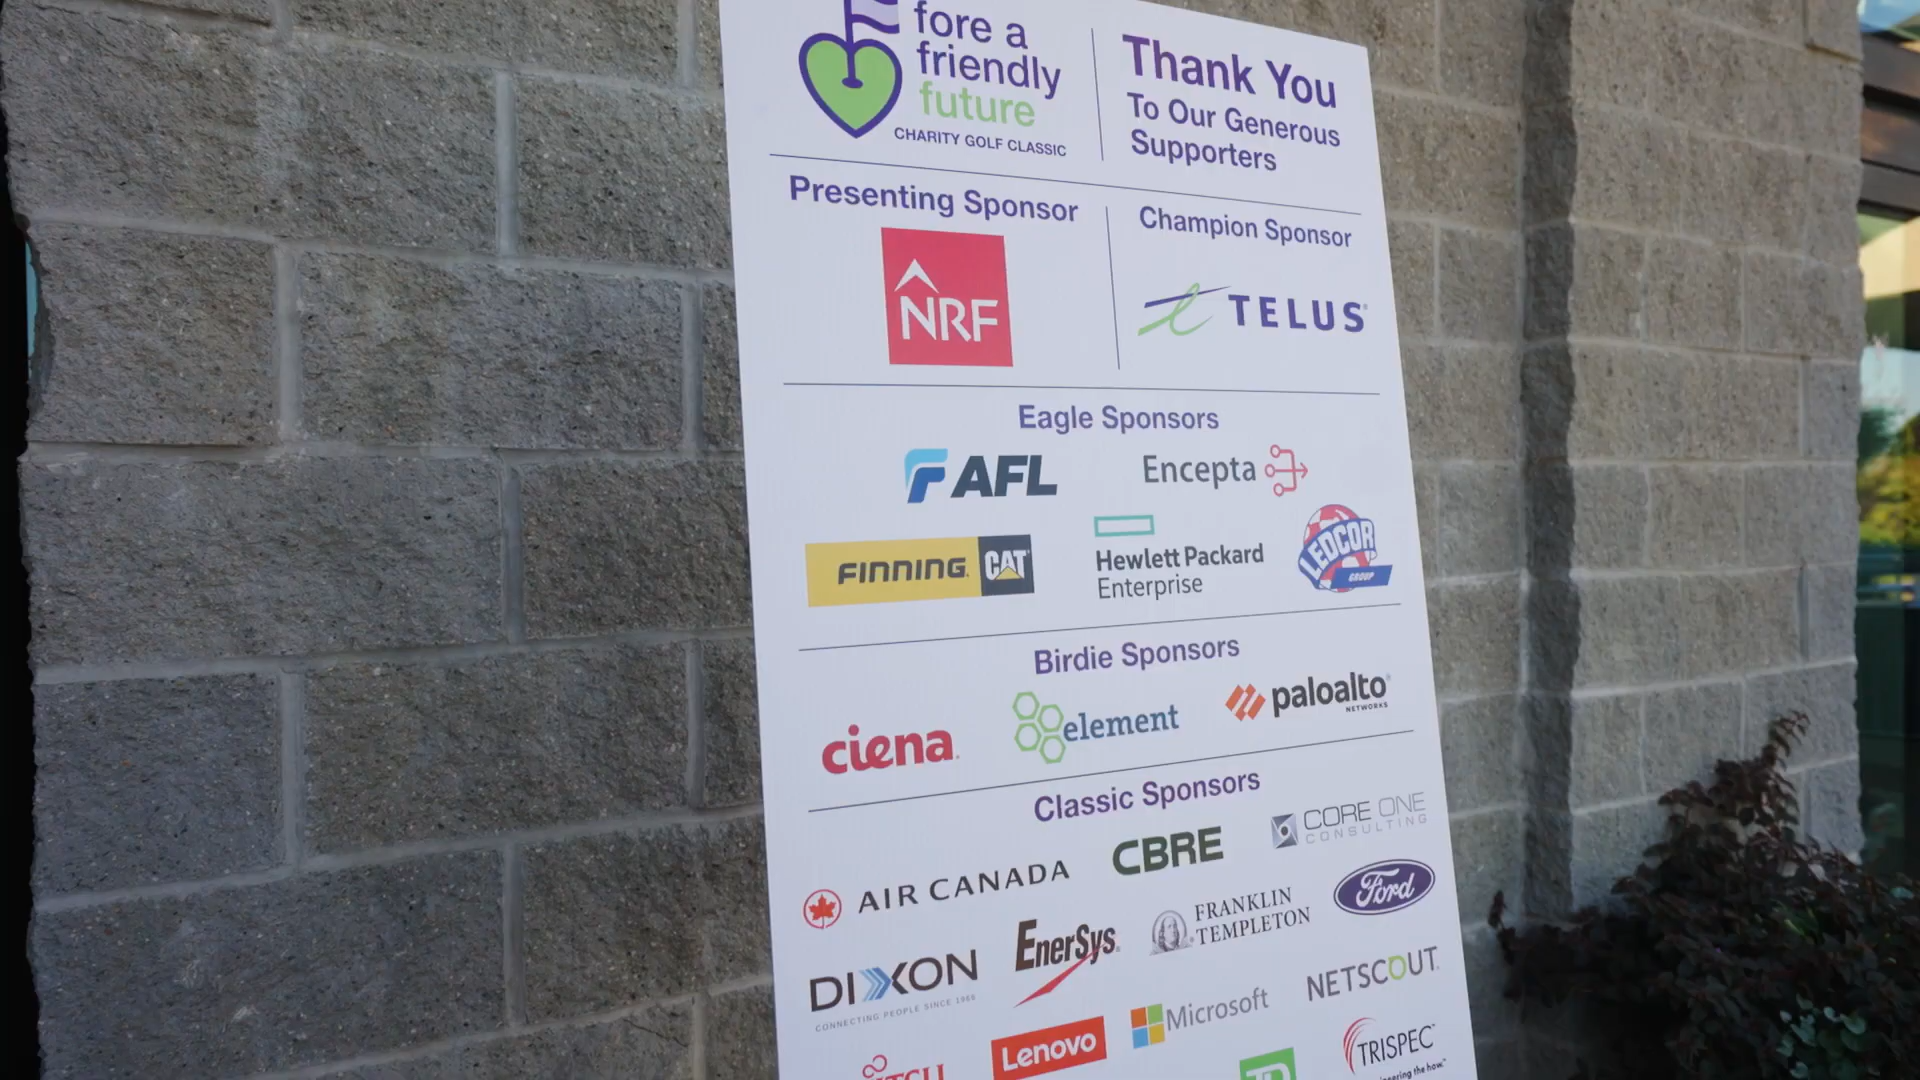 fore a
friendly
future
CHARITY GOLF CLASSIC
Thank You
To Our Generous
Supporters
Presenting Sponsor
NRF
Champion Sponsor
TELUS
Eagle Sponsors
AFL
Encepta
FINNING CAT
Hewlett Packard
Enterprise
LEDCOR
GROUP
Birdie Sponsors
ciena
element
paloalto
NETWORKS
Classic Sponsors
AIR CANADA
CBRE
CORE ONE
CONSULTING
DIXON
CONNECTING PEOPLE SINCE 1966
EnerSys
FRANKLIN
TEMPLETON
Ford
Lenovo
Microsoft
NETSCOUT
TD
TRISPEC